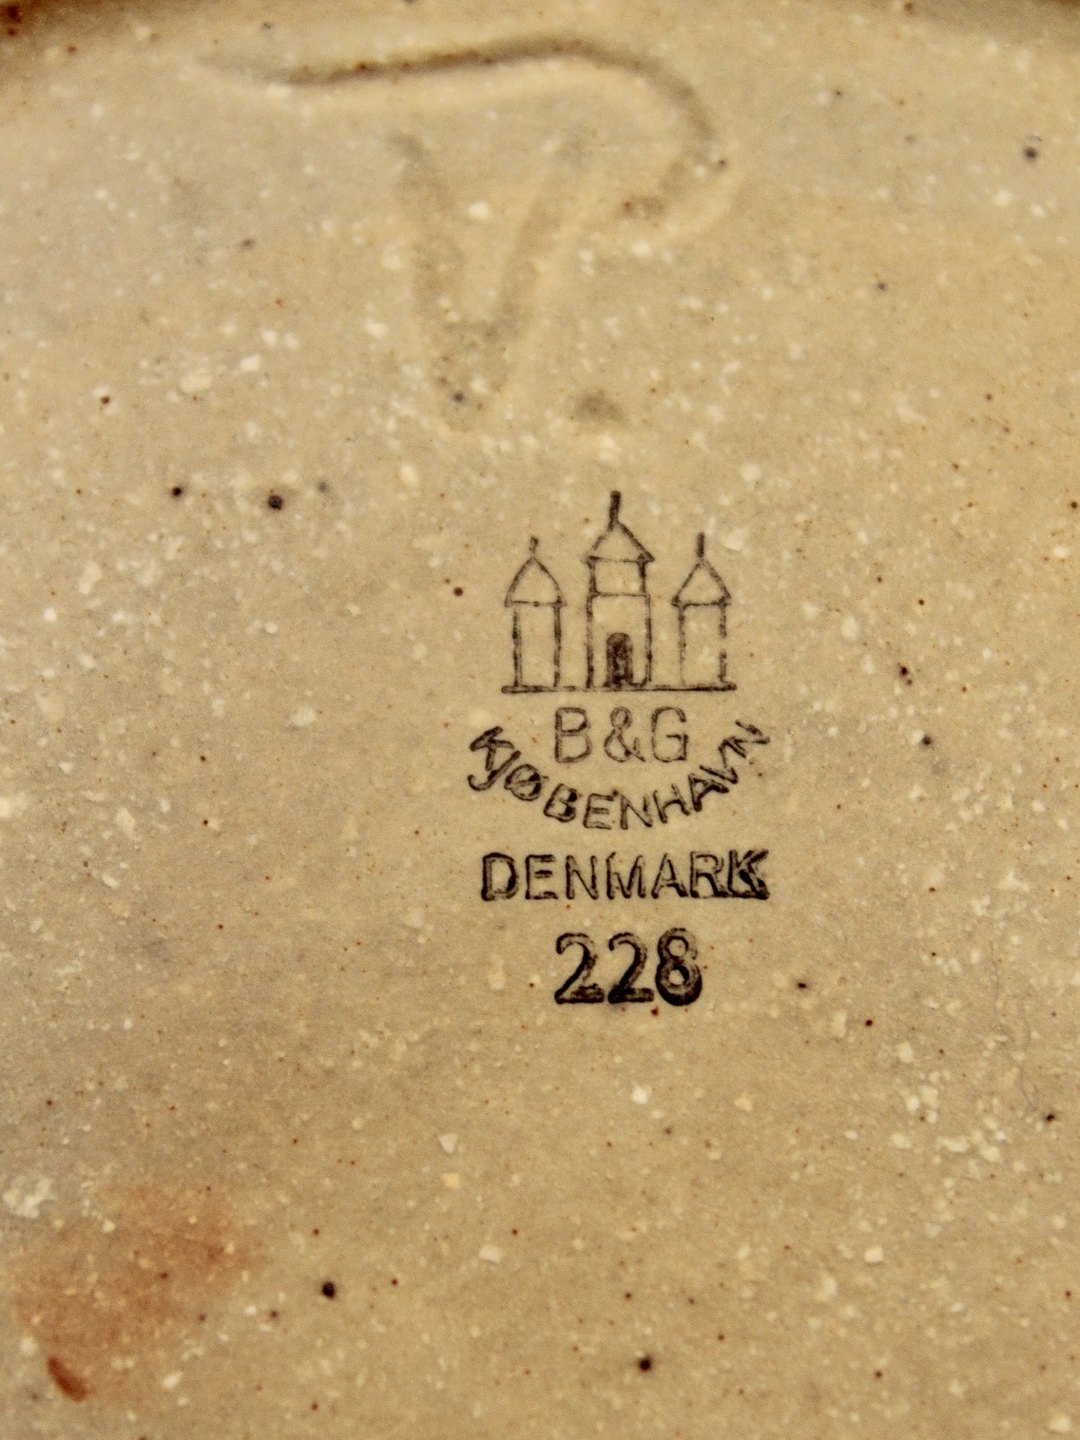 B&G
KJØBENHAVN
DENMARK
228